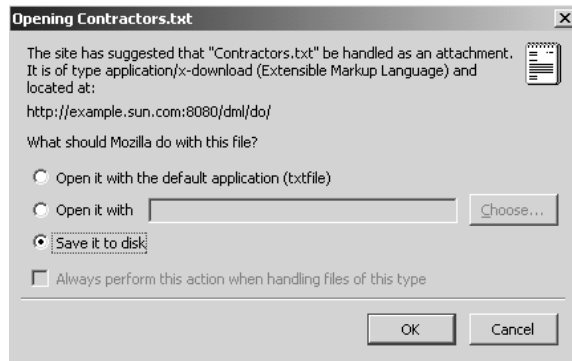 Opening Contractors.txt
The site has suggested that "Contractors.txt" be handled as an attachment.
It is of type application/x-download (Extensible Markup Language) and
located at:
http://example.sun.com:8080/dml/do/
What should Mozilla do with this file?
Open it with the default application (txtfile)
Open it with
Choose...
Save it to disk
Always perform this action when handling files of this type
OK Cancel